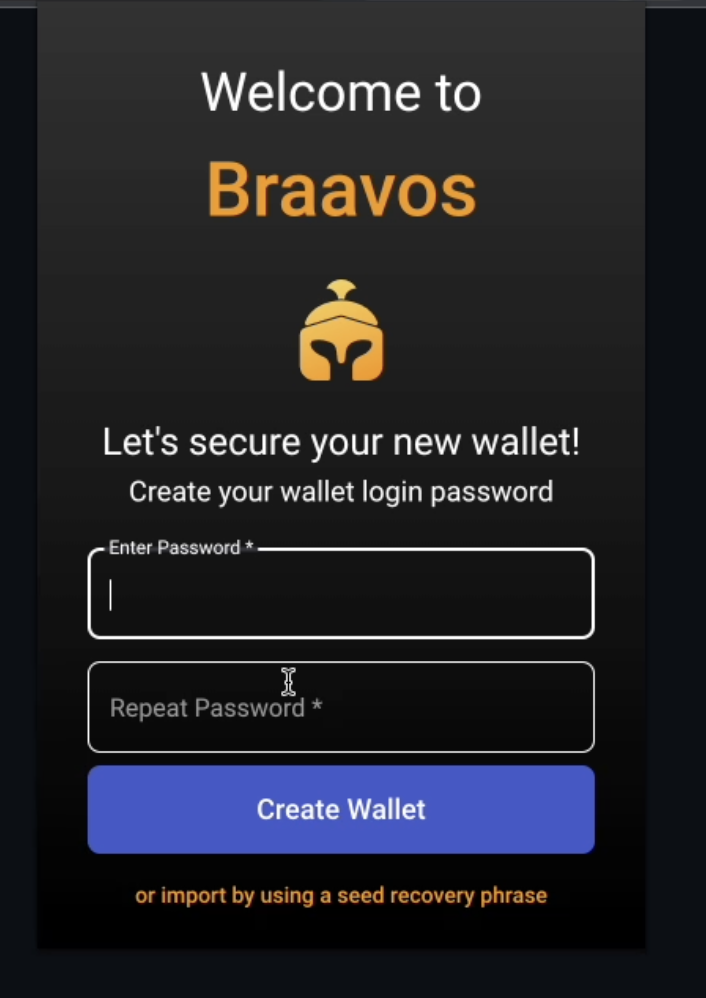 Welcome to
Braavos
Let's secure your new wallet!
Create your wallet login password
Enter Password *
Repeat Password *
Create Wallet
or import by using a seed recovery phrase